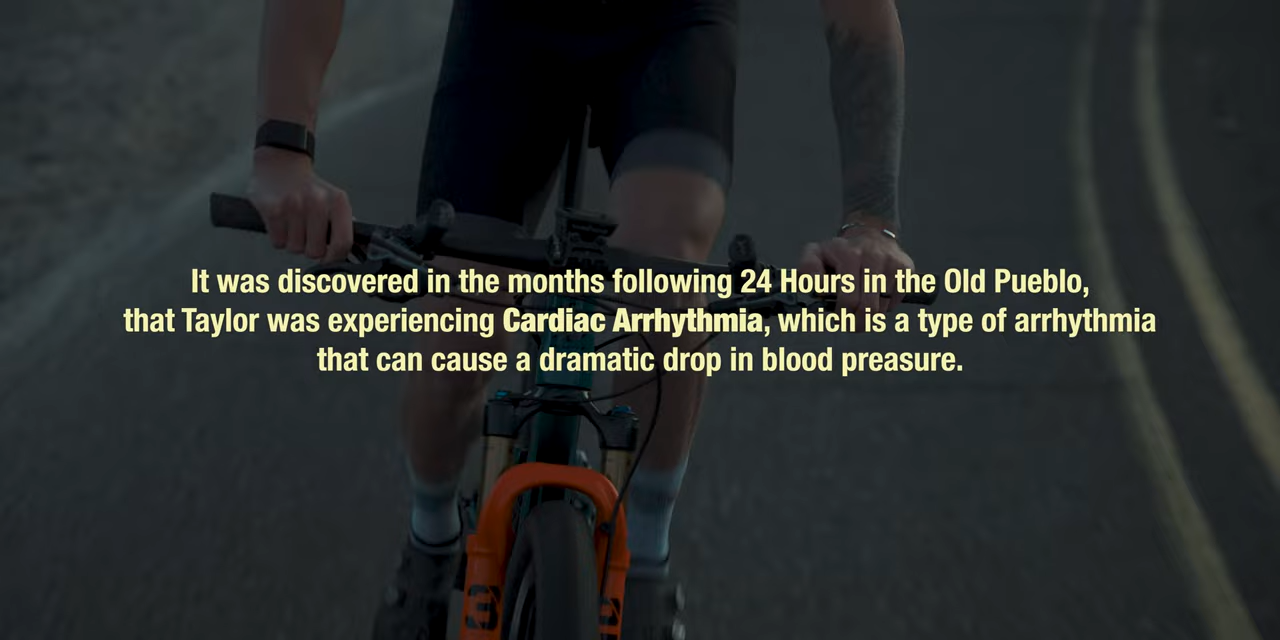 It was discovered in the months following 24 Hours in the Old Pueblo,
that Taylor was experiencing Cardiac Arrhythmia, which is a type of arrhythmia
that can cause a dramatic drop in blood preasure.